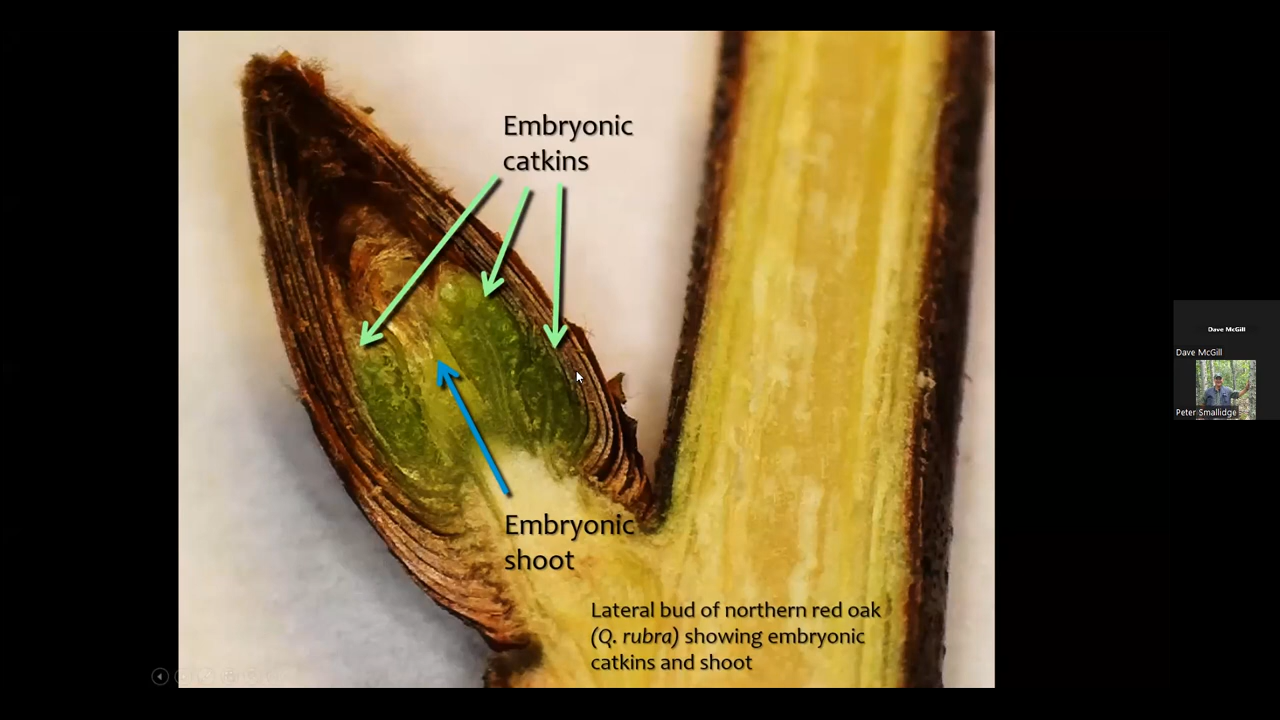 Embryonic
catkins
Embryonic
shoot
Lateral bud of northern red oak
(Q. rubra) showing embryonic
catkins and shoot
Dave McGill
Dave McGill
Peter Smallidge